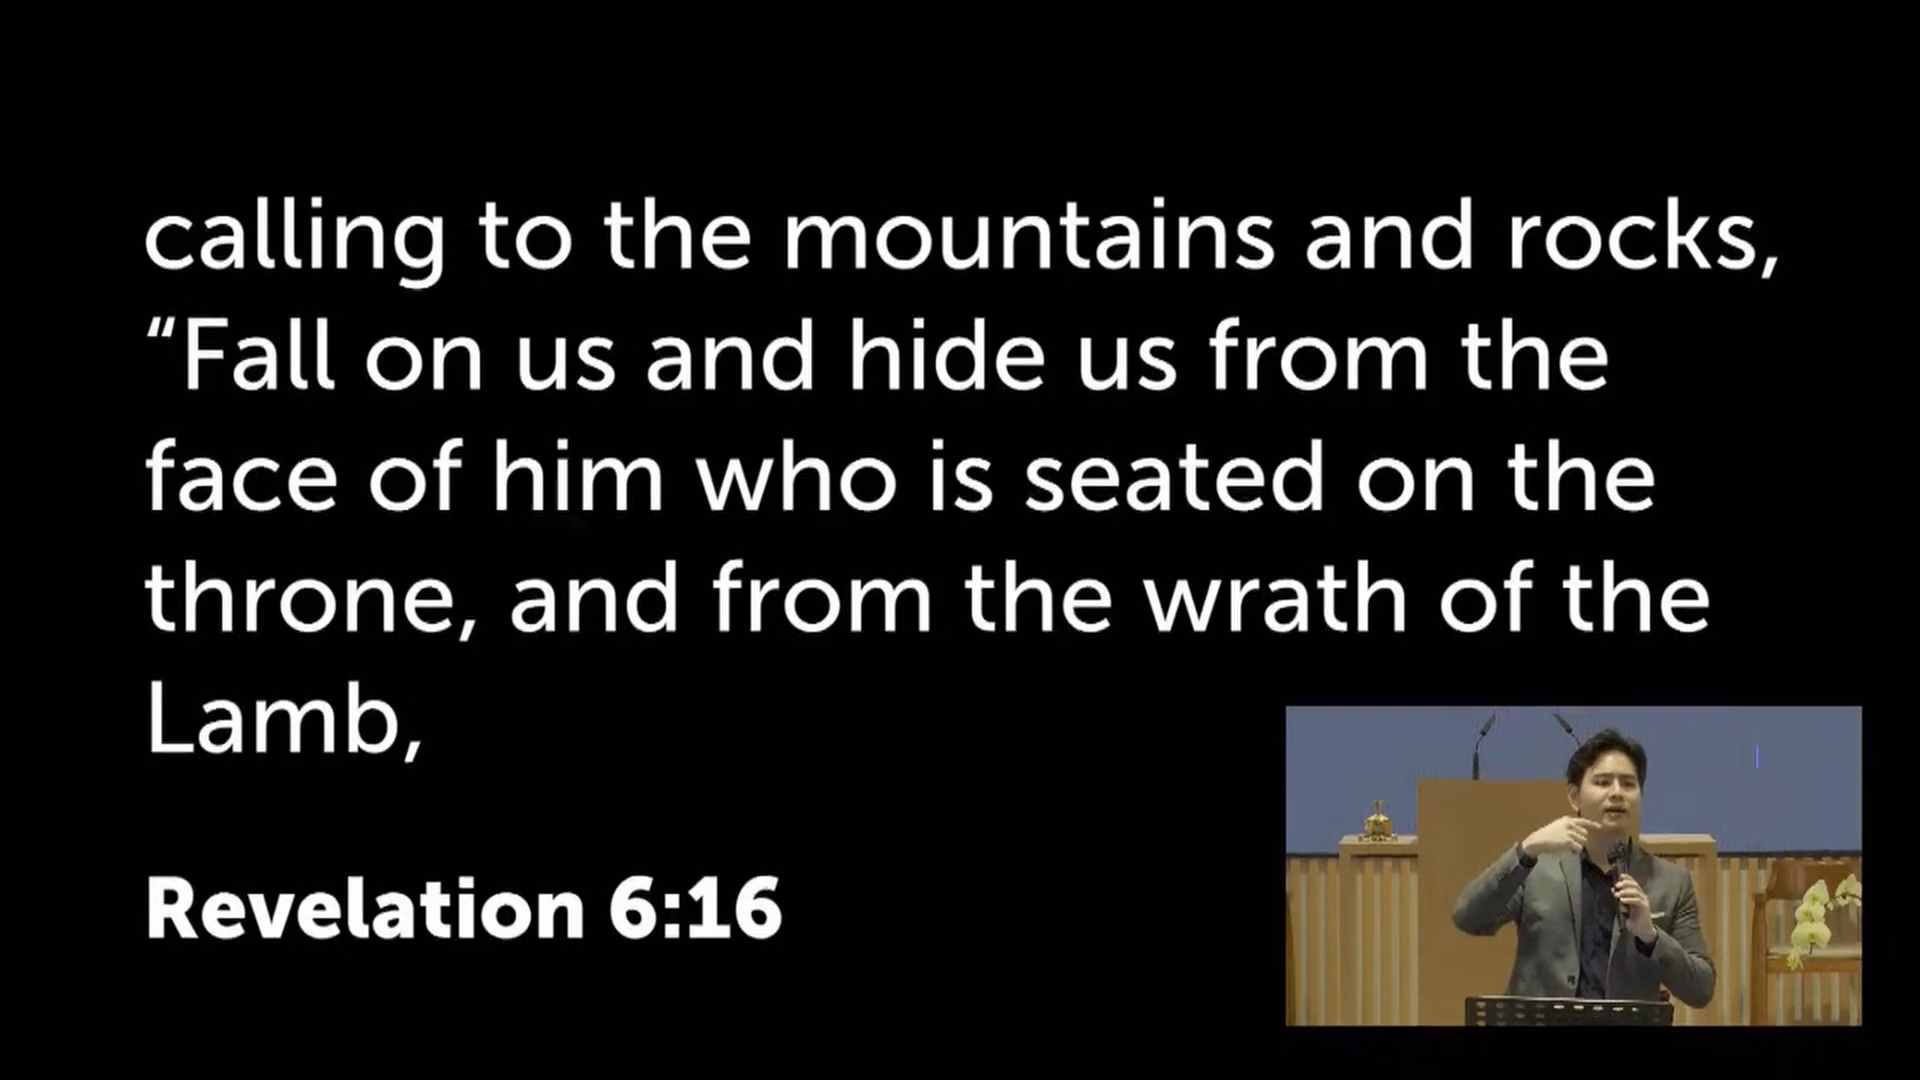 calling to the mountains and rocks,
“Fall on us and hide us from the
face of him who is seated on the
throne, and from the wrath of the
Lamb,
Revelation 6:16